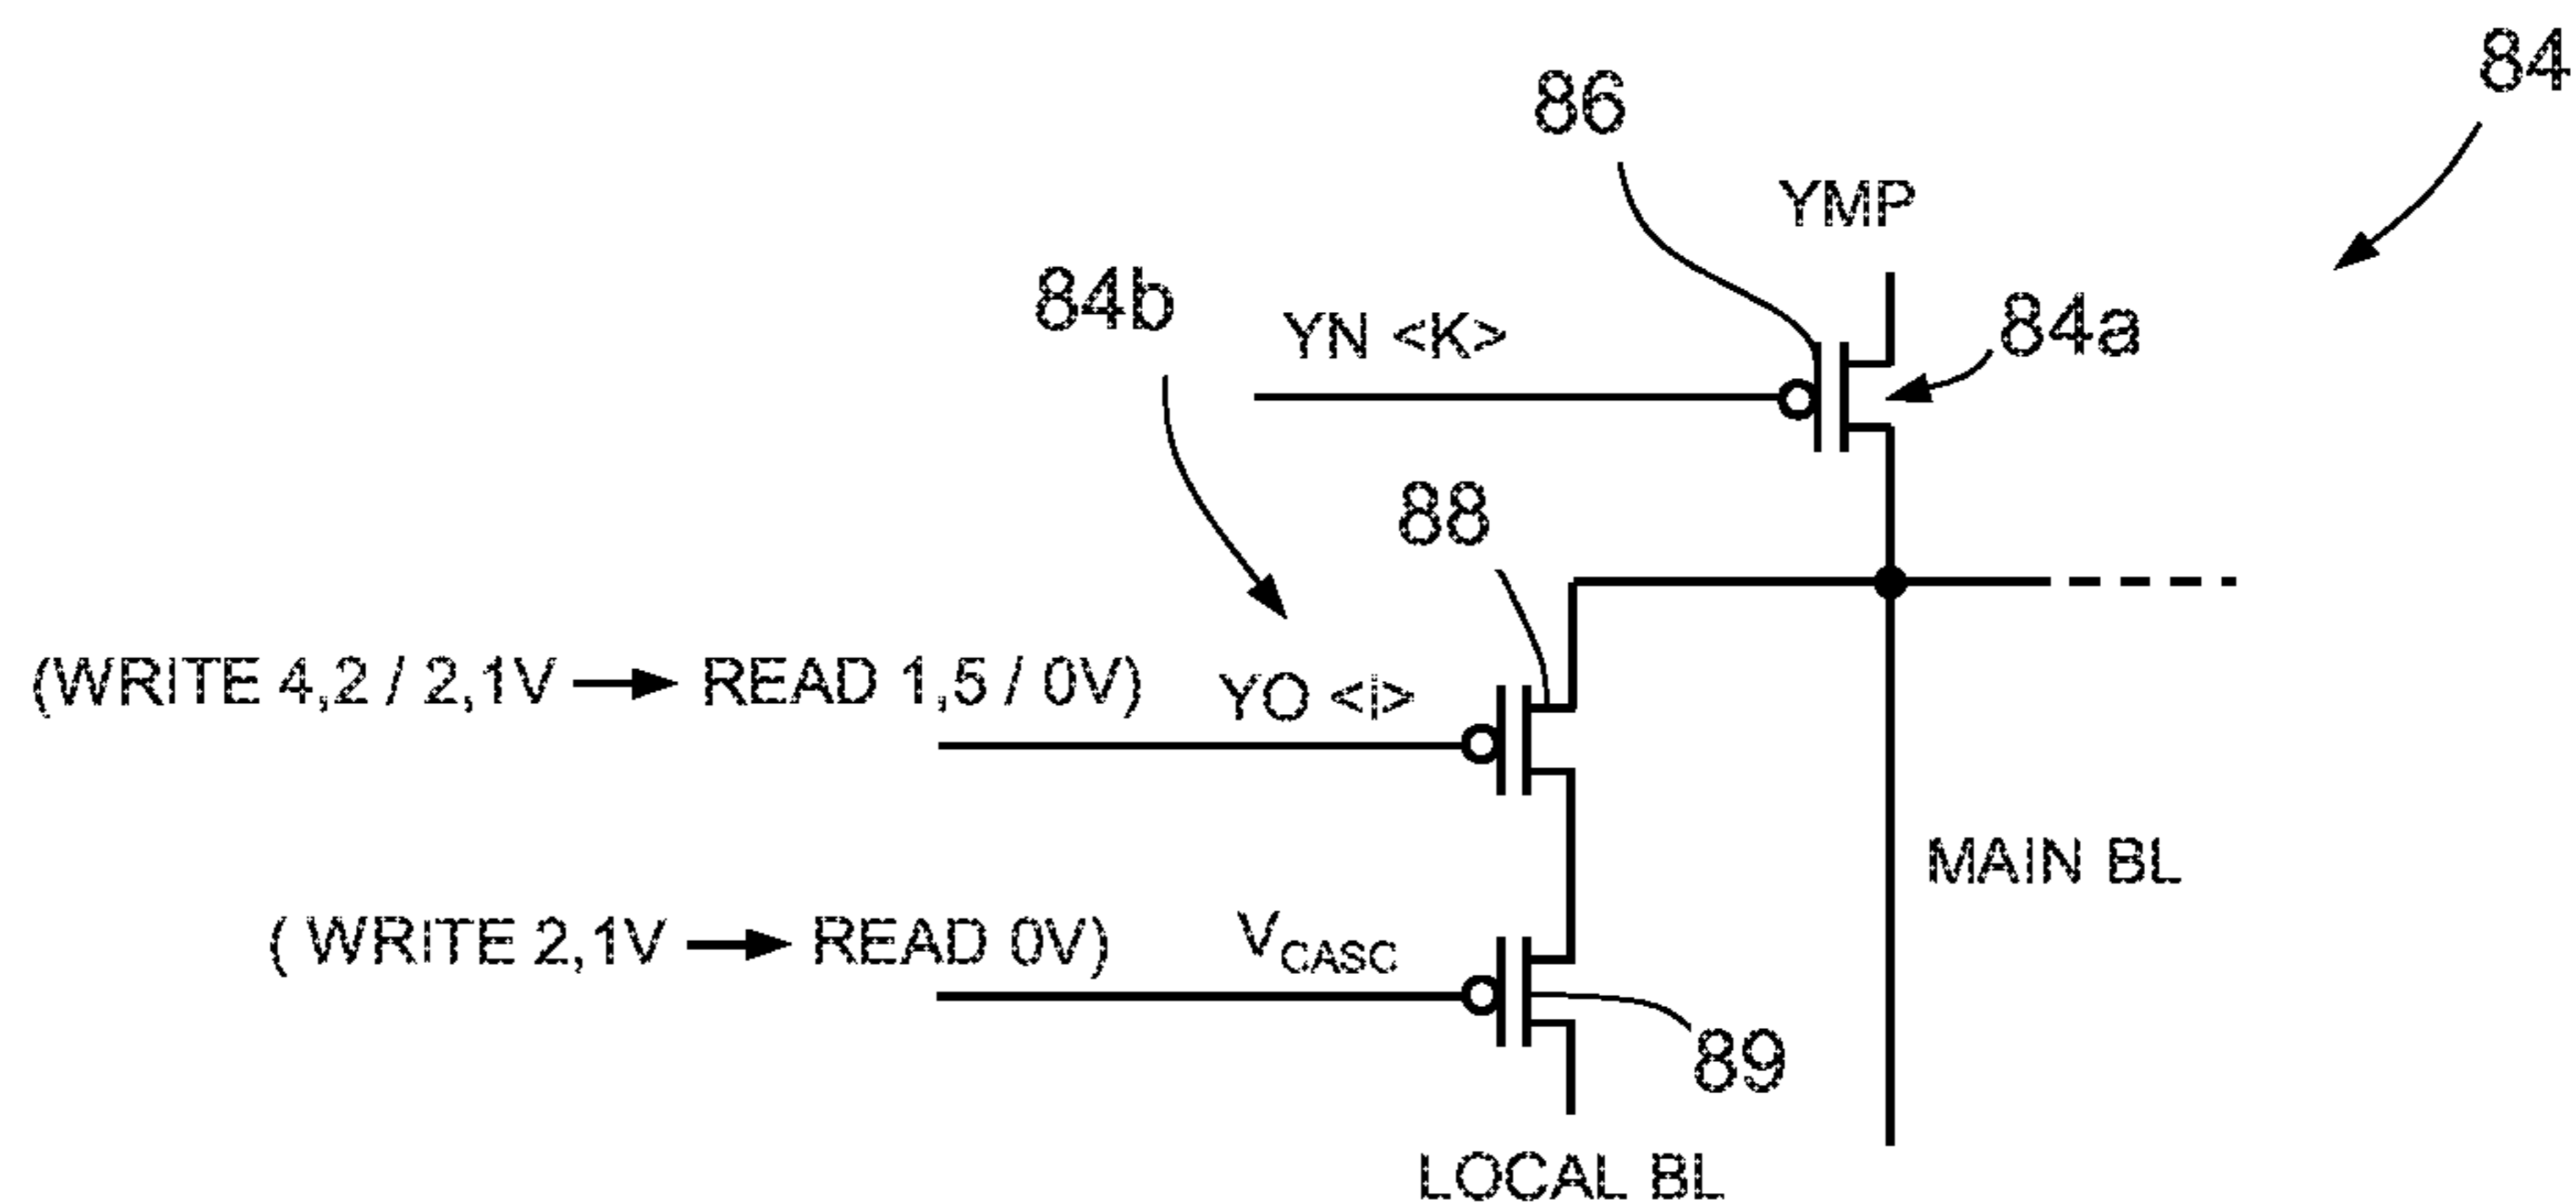 84
86
YMP
84b
YN <K>
84a
88
(WRITE 4,2 / 2,1V → READ 1,5 / 0V)
YO <i>
MAIN BL
( WRITE 2,1V → READ 0V)
VCASC
89
LOCAL BL